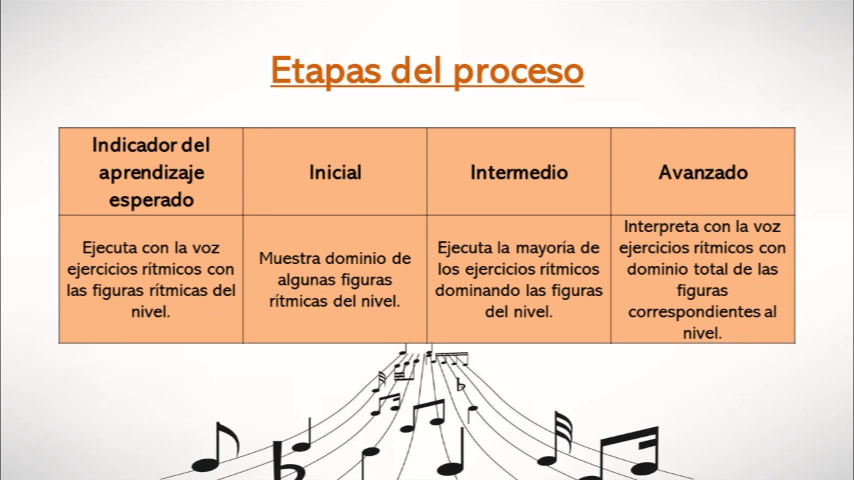 Etapas del proceso
Indicador del
aprendizaje
esperado
Inicial
Intermedio
Avanzado
Ejecuta con la voz
ejercicios rítmicos con
las figuras rítmicas del
nivel.
Muestra dominio de
algunas figuras
rítmicas del nivel.
Ejecuta la mayoría de
los ejercicios rítmicos
dominando las figuras
del nivel.
Interpreta con la voz
ejercicios rítmicos con
dominio total de las
figuras
correspondientes al
nivel.